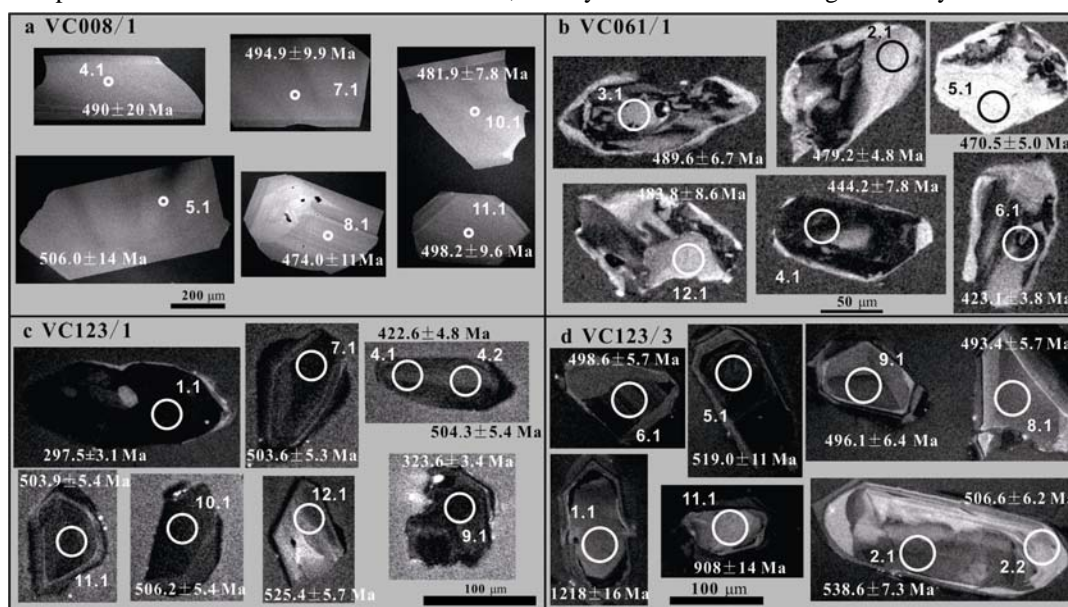 a VC008/1
4.1
490±20 Ma
494.9±9.9 Ma
7.1
481.9±7.8 Ma
10.1
5.1
506.0±14 Ma
8.1
474.0±11 Ma
11.1
498.2±9.6 Ma
200 μm
b VC061/1
3.1
489.6±6.7 Ma
2.1
479.2±4.8 Ma
5.1
470.5±5.0 Ma
483.8±8.6 Ma
12.1
444.2±7.8 Ma
4.1
6.1
423.1±3.8 Ma
50 μm
c VC123/1
1.1
297.5±3.1 Ma
7.1
503.6±5.3 Ma
422.6±4.8 Ma
4.1
4.2
504.3±5.4 Ma
503.9±5.4 Ma
11.1
10.1
506.2±5.4 Ma
12.1
525.4±5.7 Ma
323.6±3.4 Ma
9.1
100 μm
d VC123/3
498.6±5.7 Ma
6.1
5.1
519.0±11 Ma
9.1
496.1±6.4 Ma
493.4±5.7 Ma
8.1
1.1
1218±16 Ma
11.1
908±14 Ma
100 μm
506.6±6.2 Ma
2.1
2.2
538.6±7.3 Ma